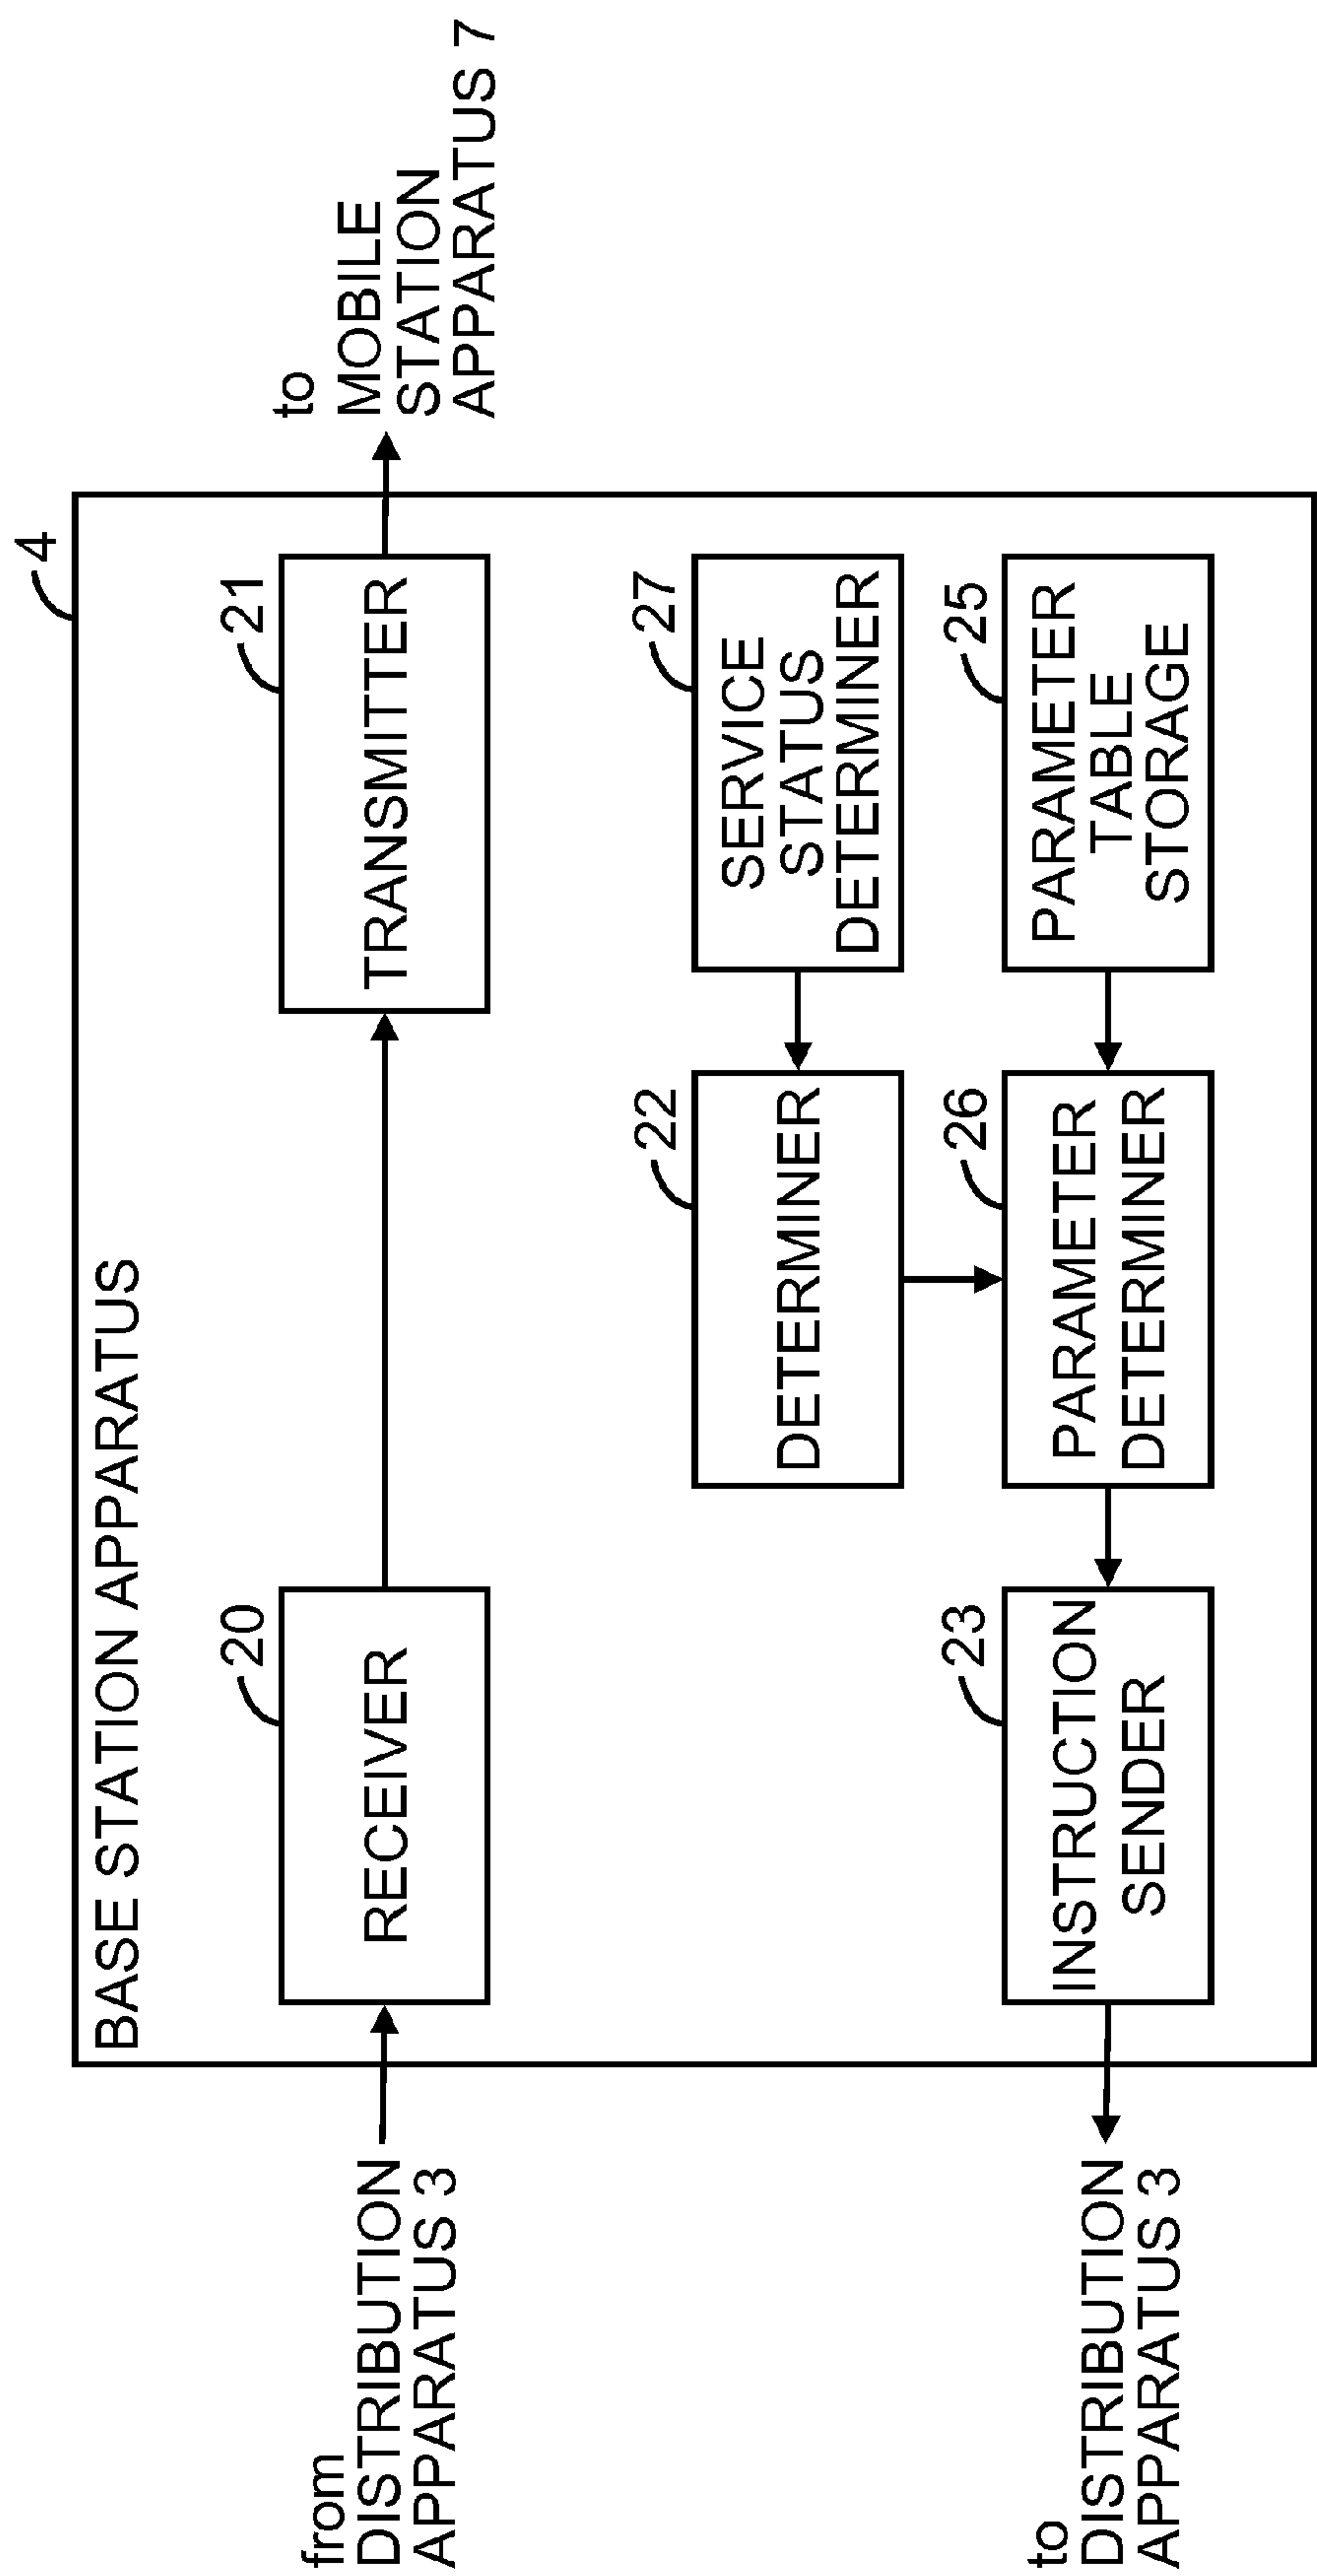 BASE STATION APPARATUS
4
from
DISTRIBUTION
APPARATUS 3
20
RECEIVER
21
TRANSMITTER
to
MOBILE
STATION
APPARATUS 7
22
DETERMINER
27
SERVICE
STATUS
DETERMINER
to
DISTRIBUTION
APPARATUS 3
23
INSTRUCTION
SENDER
26
PARAMETER
DETERMINER
25
PARAMETER
TABLE
STORAGE